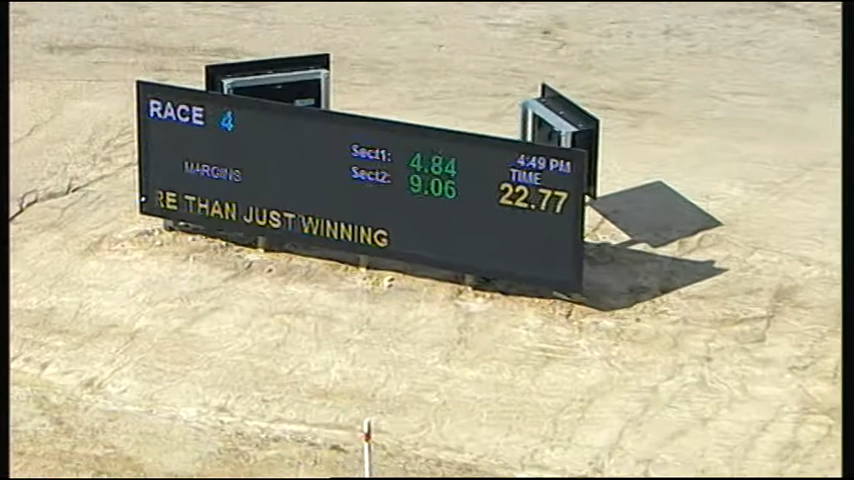 RACE 4
Sect1: 4.84
4:49 PM
MARGINS
Sect2: 9.06
TIME
22.77
RE THAN JUST WINNING